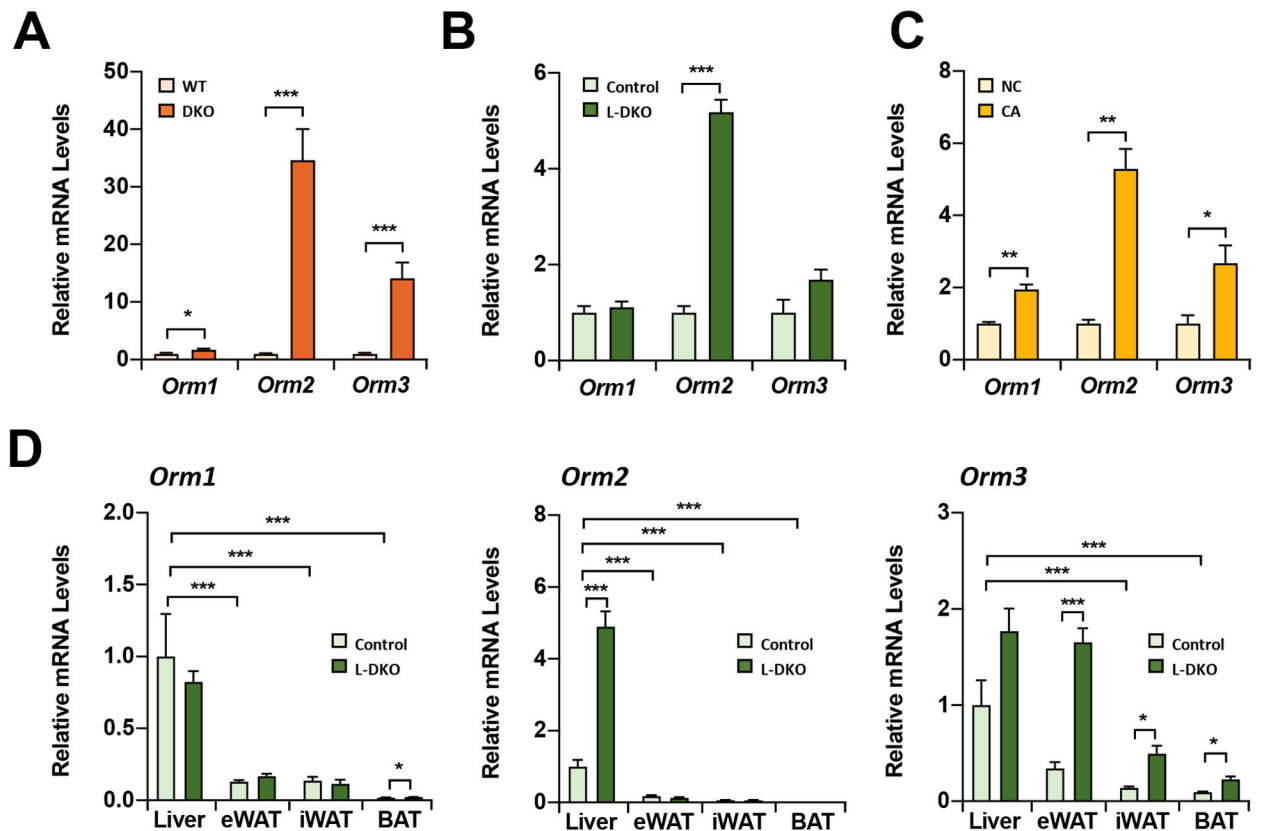 A
B
C
Relative mRNA Levels
50
40
30
20
10
0
WT
DKO
*
***
***
Orm1
Orm2
Orm3
Relative mRNA Levels
6
4
2
0
Control
L-DKO
***
Orm1
Orm2
Orm3
Relative mRNA Levels
8
6
4
2
0
NC
CA
**
**
*
Orm1
Orm2
Orm3
D
Orm1
Relative mRNA Levels
2.0
1.5
1.0
0.5
0.0
***
***
***
*
Control
L-DKO
Liver
eWAT
iWAT
BAT
Orm2
Relative mRNA Levels
8
6
4
2
0
***
***
***
***
Control
L-DKO
Liver
eWAT
iWAT
BAT
Orm3
Relative mRNA Levels
3
2
1
0
***
***
***
*
*
Control
L-DKO
Liver
eWAT
iWAT
BAT